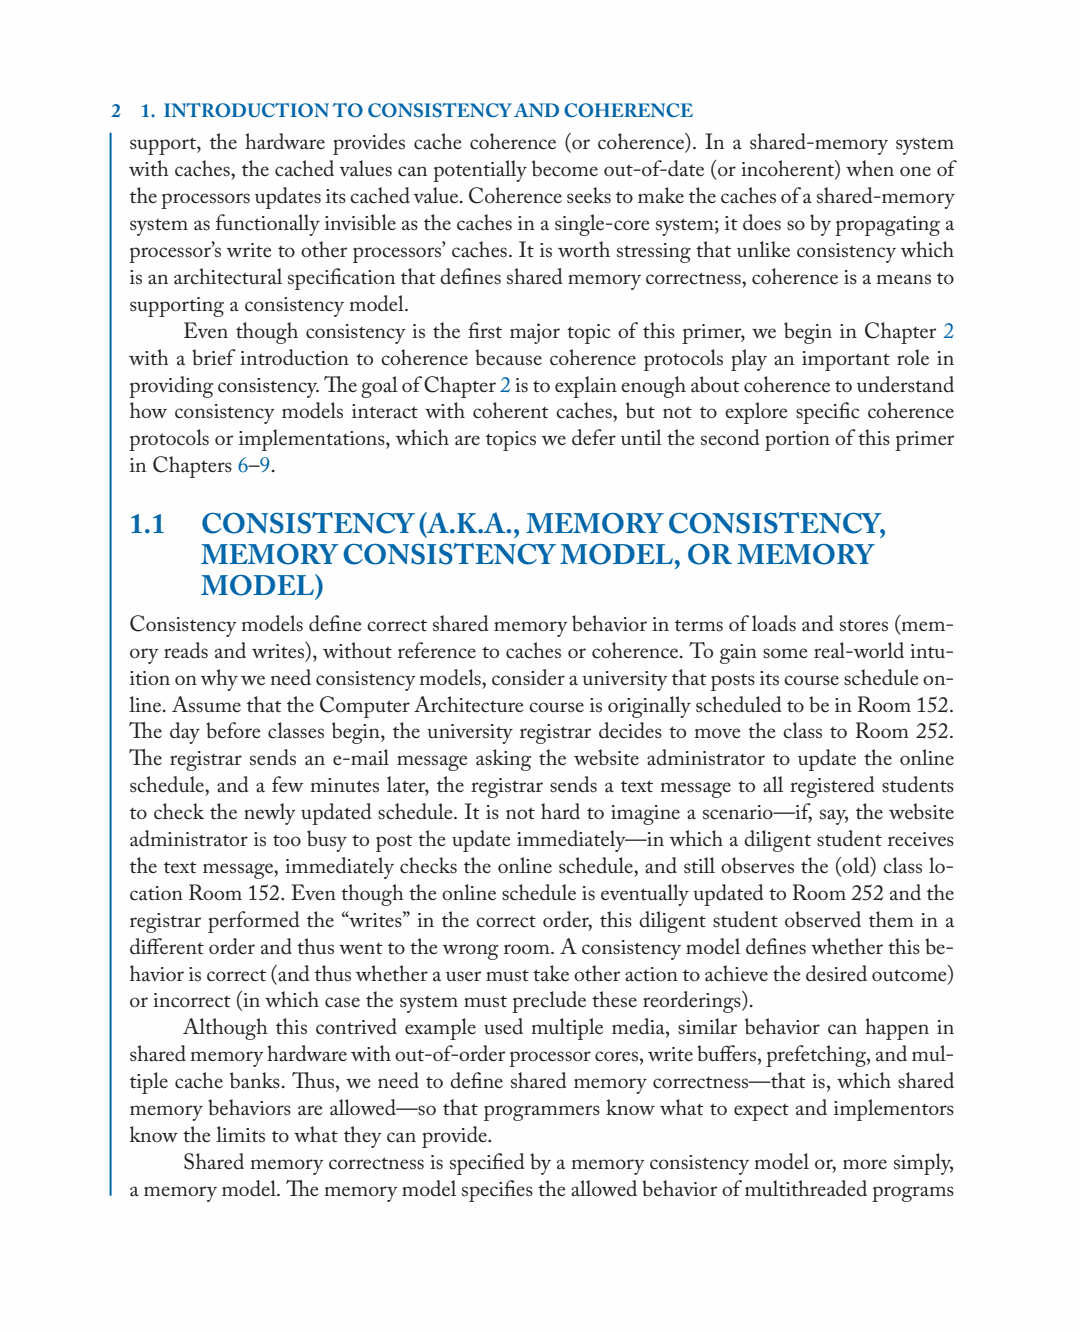 2 1. INTRODUCTION TO CONSISTENCY AND COHERENCE
support, the hardware provides cache coherence (or coherence). In a shared-memory system
with caches, the cached values can potentially become out-of-date (or incoherent) when one of
the processors updates its cached value. Coherence seeks to make the caches of a shared-memory
system as functionally invisible as the caches in a single-core system; it does so by propagating a
processor’s write to other processors’ caches. It is worth stressing that unlike consistency which
is an architectural specification that defines shared memory correctness, coherence is a means to
supporting a consistency model.
Even though consistency is the first major topic of this primer, we begin in Chapter 2
with a brief introduction to coherence because coherence protocols play an important role in
providing consistency. The goal of Chapter 2 is to explain enough about coherence to understand
how consistency models interact with coherent caches, but not to explore specific coherence
protocols or implementations, which are topics we defer until the second portion of this primer
in Chapters 6–9.
1.1 CONSISTENCY (A.K.A., MEMORY CONSISTENCY,
MEMORY CONSISTENCY MODEL, OR MEMORY
MODEL)
Consistency models define correct shared memory behavior in terms of loads and stores (mem-
ory reads and writes), without reference to caches or coherence. To gain some real-world intu-
ition on why we need consistency models, consider a university that posts its course schedule on-
line. Assume that the Computer Architecture course is originally scheduled to be in Room 152.
The day before classes begin, the university registrar decides to move the class to Room 252.
The registrar sends an e-mail message asking the website administrator to update the online
schedule, and a few minutes later, the registrar sends a text message to all registered students
to check the newly updated schedule. It is not hard to imagine a scenario—if, say, the website
administrator is too busy to post the update immediately—in which a diligent student receives
the text message, immediately checks the online schedule, and still observes the (old) class lo-
cation Room 152. Even though the online schedule is eventually updated to Room 252 and the
registrar performed the “writes” in the correct order, this diligent student observed them in a
different order and thus went to the wrong room. A consistency model defines whether this be-
havior is correct (and thus whether a user must take other action to achieve the desired outcome)
or incorrect (in which case the system must preclude these reorderings).
Although this contrived example used multiple media, similar behavior can happen in
shared memory hardware with out-of-order processor cores, write buffers, prefetching, and mul-
tiple cache banks. Thus, we need to define shared memory correctness—that is, which shared
memory behaviors are allowed—so that programmers know what to expect and implementors
know the limits to what they can provide.
Shared memory correctness is specified by a memory consistency model or, more simply,
a memory model. The memory model specifies the allowed behavior of multithreaded programs